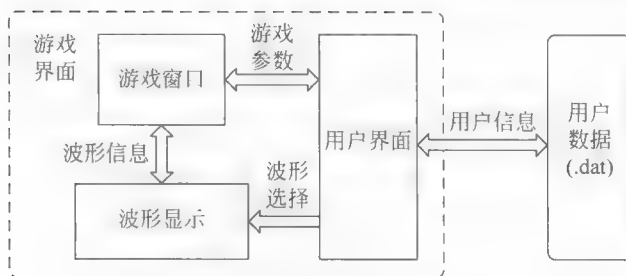 游戏
界面
游戏窗口
游戏
参数
用户界面
用户信息
用户
数据
(.dat)
波形信息
波形
选择
波形显示